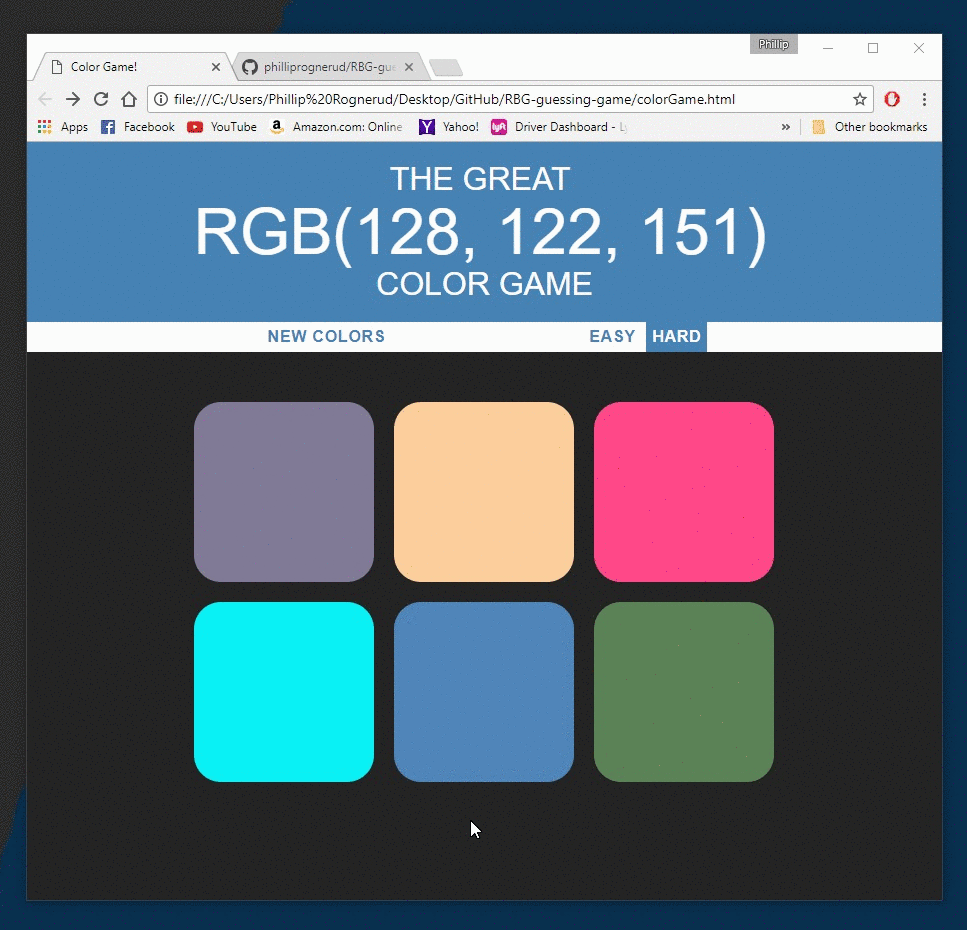 Phillip
Color Game!
philliprognerud/RBG-gue
file:///C:/Users/Phillip%20Rognerud/Desktop/GitHub/RBG-guessing-game/colorGame.html
Apps Facebook YouTube Amazon.com: Online Yahoo! Driver Dashboard - L » Other bookmarks
THE GREAT
RGB(128, 122, 151)
COLOR GAME
NEW COLORS EASY HARD